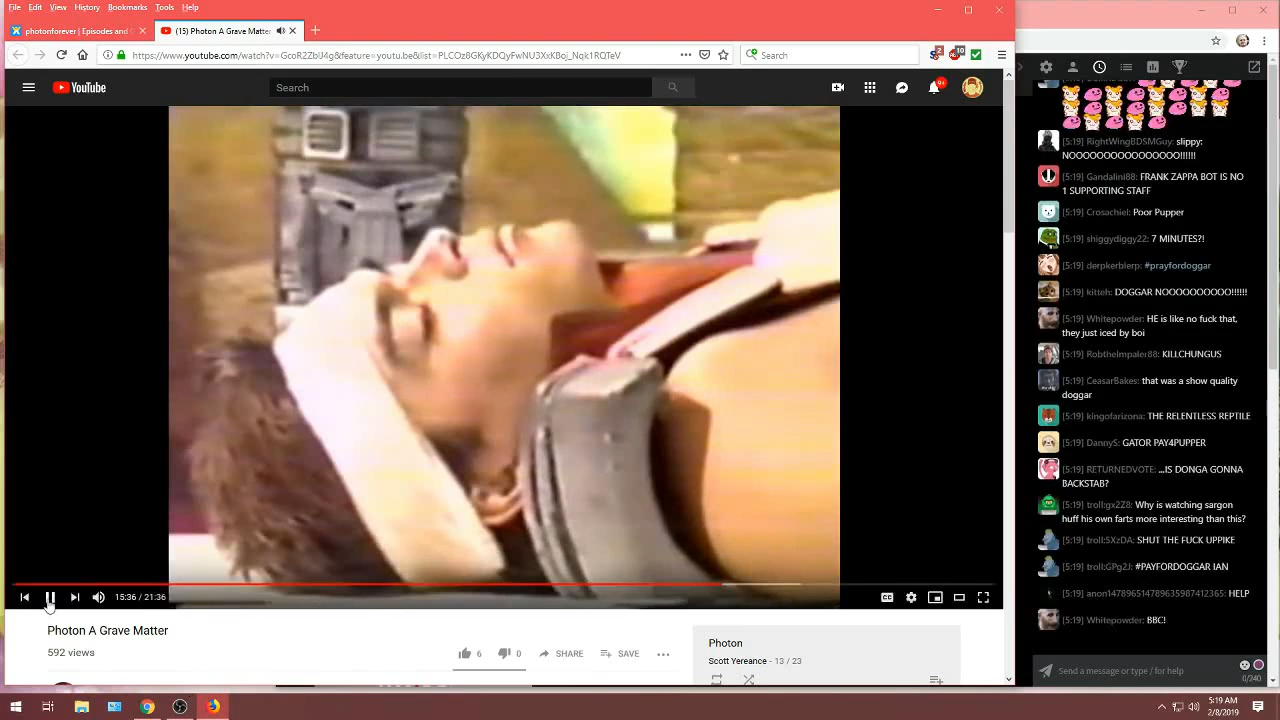 File Edit View History Bookmarks Tools Help
photonforever | Episodes and
(15) Photon A Grave Matter
https://www.youtube.com/watch?v=GcoR2ZbIJ4g&feature=youtu.be&list=PLCOz8GKyKDQyFwNU3XxKBoj_Nqk1RQTeV
Search
2
10
YouTube
Search
9+
15:36 / 21:36
CC
Photon A Grave Matter
592 views
6
0
SHARE
SAVE
Photon
Scott Yereance - 13 / 23
[5:19] RightWingBDSMGuy: slippy:
NOOOOOOOOOOOOOOOO!!!!!!
[5:19] Gandalini88: FRANK ZAPPA BOT IS NO
1 SUPPORTING STAFF
[5:19] Crosachiel: Poor Pupper
[5:19] shiggydiggy22: 7 MINUTES?!
[5:19] derpkerbierp: #prayfordoggar
[5:19] kitteh: DOGGAR NOOOOOOOOOO!!!!!!
[5:19] Whitepowder: HE is like no fuck that,
they just iced by boi
[5:19] RobtheImpaler88: KILLCHUNGUS
[5:19] CeasarBakes: that was a show quality
doggar
[5:19] kingofarizona: THE RELENTLESS REPTILE
[5:19] DannyS: GATOR PAY4PUPPER
[5:19] RETURNEDVOTE: ...IS DONGA GONNA
BACKSTAB?
[5:19] troll:gx2Z8: Why is watching sargon
huff his own farts more interesting than this?
[5:19] troll:5XzDA: SHUT THE FUCK UPPIKE
[5:19] troll:GPg2J: #PAYFORDOGGAR IAN
[5:19] anon147896514789635987412365: HELP
[5:19] Whitepowder: BBC!
Send a message or type / for help
0/240
5:19 AM
2/8/2019